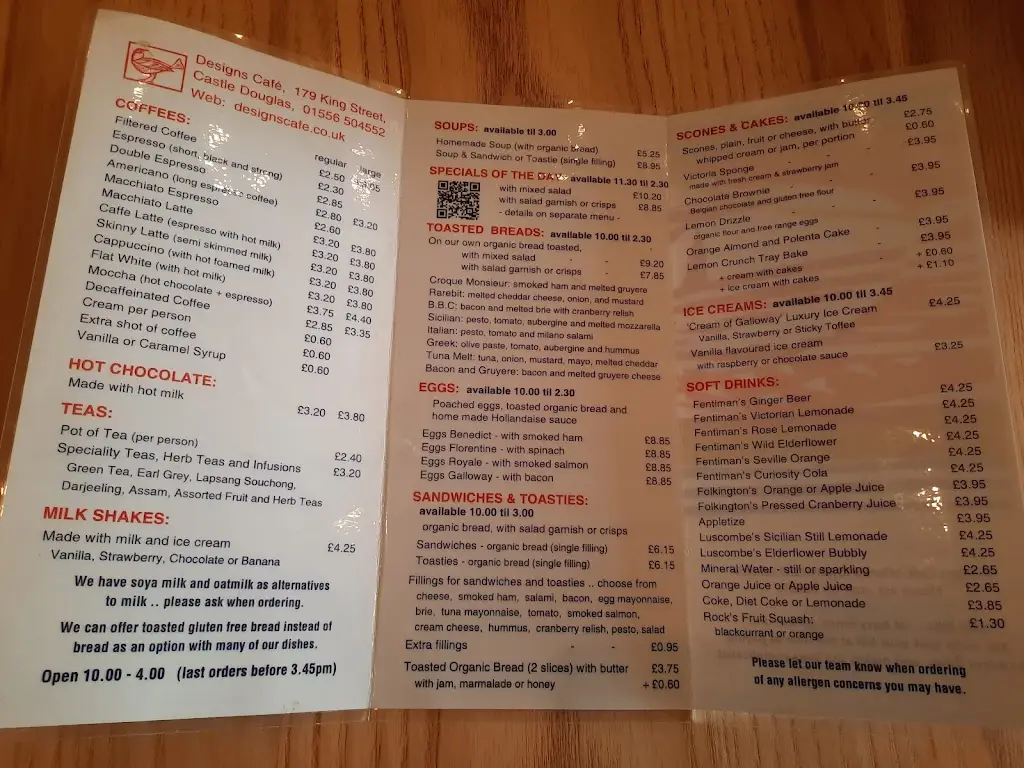 Designs Café, 179 King Street,
Castle Douglas, 01556 504552
Web: designscafe.co.uk
COFFEES:
regular large
Filtered Coffee £2.50
Espresso (short, black and strong) £2.30
Double Espresso £2.85
Americano (long espresso coffee) £2.80 £3.20
Macchiato Espresso £2.60
Macchiato Latte £3.20 £3.80
Caffe Latte (espresso with hot milk) £3.20 £3.80
Skinny Latte (semi skimmed milk) £3.20 £3.80
Cappuccino (with hot foamed milk) £3.20 £3.80
Flat White (with hot milk) £3.20 £3.80
Moccha (hot chocolate + espresso) £3.75 £4.40
Decaffeinated Coffee £2.85 £3.35
Cream per person £0.60
Extra shot of coffee £0.60
Vanilla or Caramel Syrup £0.60
HOT CHOCOLATE:
Made with hot milk £3.20 £3.80
TEAS:
Pot of Tea (per person) £2.40
Speciality Teas, Herb Teas and Infusions £3.20
Green Tea, Earl Grey, Lapsang Souchong,
Darjeeling, Assam, Assorted Fruit and Herb Teas
MILK SHAKES:
Made with milk and ice cream £4.25
Vanilla, Strawberry, Chocolate or Banana
We have soya milk and oatmilk as alternatives
to milk .. please ask when ordering.
We can offer toasted gluten free bread instead of
bread as an option with many of our dishes.
Open 10.00 - 4.00 (last orders before 3.45pm)
SOUPS: available til 3.00
Homemade Soup (with organic bread) £5.25
Soup & Sandwich or Toastie (single filling) £8.95
SPECIALS OF THE DAY: available 11.30 til 2.30
with mixed salad £10.20
with salad garnish or crisps £8.85
- details on separate menu -
TOASTED BREADS: available 10.00 til 2.30
On our own organic bread toasted,
with mixed salad - - £9.20
with salad garnish or crisps - £7.85
Croque Monsieur: smoked ham and melted gruyere
Rarebit: melted cheddar cheese, onion, and mustard
B.B.C: bacon and melted brie with cranberry relish
Sicilian: pesto, tomato, aubergine and melted mozzarella
Italian: pesto, tomato and milano salami
Greek: olive paste, tomato, aubergine and hummus
Tuna Melt: tuna, onion, mustard, mayo, melted cheddar
Bacon and Gruyere: bacon and melted gruyere cheese
EGGS: available 10.00 til 2.30
Poached eggs, toasted organic bread and
home made Hollandaise sauce
Eggs Benedict - with smoked ham £8.85
Eggs Florentine - with spinach £8.85
Eggs Royale - with smoked salmon £8.85
Eggs Galloway - with bacon £8.85
SANDWICHES & TOASTIES:
available 10.00 til 3.00
organic bread, with salad garnish or crisps
Sandwiches - organic bread (single filling) £6.15
Toasties - organic bread (single filling) £6.15
Fillings for sandwiches and toasties .. choose from
cheese, smoked ham, salami, bacon, egg mayonnaise,
brie, tuna mayonnaise, tomato, smoked salmon,
cream cheese, hummus, cranberry relish, pesto, salad
Extra fillings - - £0.95
Toasted Organic Bread (2 slices) with butter £3.75
with jam, marmalade or honey + £0.60
SCONES & CAKES: available 10.00 til 3.45
Scones, plain, fruit or cheese, with butter £2.75
whipped cream or jam, per portion £0.60
Victoria Sponge - - - £3.95
made with fresh cream & strawberry jam
Chocolate Brownie - - - £3.95
Belgian chocolate and gluten free flour
Lemon Drizzle - - - £3.95
organic flour and free range eggs
Orange Almond and Polenta Cake - £3.95
Lemon Crunch Tray Bake - - £3.95
+ cream with cakes + £0.60
+ ice cream with cakes + £1.10
ICE CREAMS: available 10.00 til 3.45
'Cream of Galloway' Luxury Ice Cream £4.25
Vanilla, Strawberry or Sticky Toffee
Vanilla flavoured ice cream £3.25
with raspberry or chocolate sauce
SOFT DRINKS:
Fentiman's Ginger Beer £4.25
Fentiman's Victorian Lemonade £4.25
Fentiman's Rose Lemonade £4.25
Fentiman's Wild Elderflower £4.25
Fentiman's Seville Orange £4.25
Fentiman's Curiosity Cola £4.25
Folkington's Orange or Apple Juice £3.95
Folkington's Pressed Cranberry Juice £3.95
Appletize £3.95
Luscombe's Sicilian Still Lemonade £4.25
Luscombe's Elderflower Bubbly £4.25
Mineral Water - still or sparkling £2.65
Orange Juice or Apple Juice £2.65
Coke, Diet Coke or Lemonade £3.85
Rock's Fruit Squash: £1.30
blackcurrant or orange
Please let our team know when ordering
of any allergen concerns you may have.